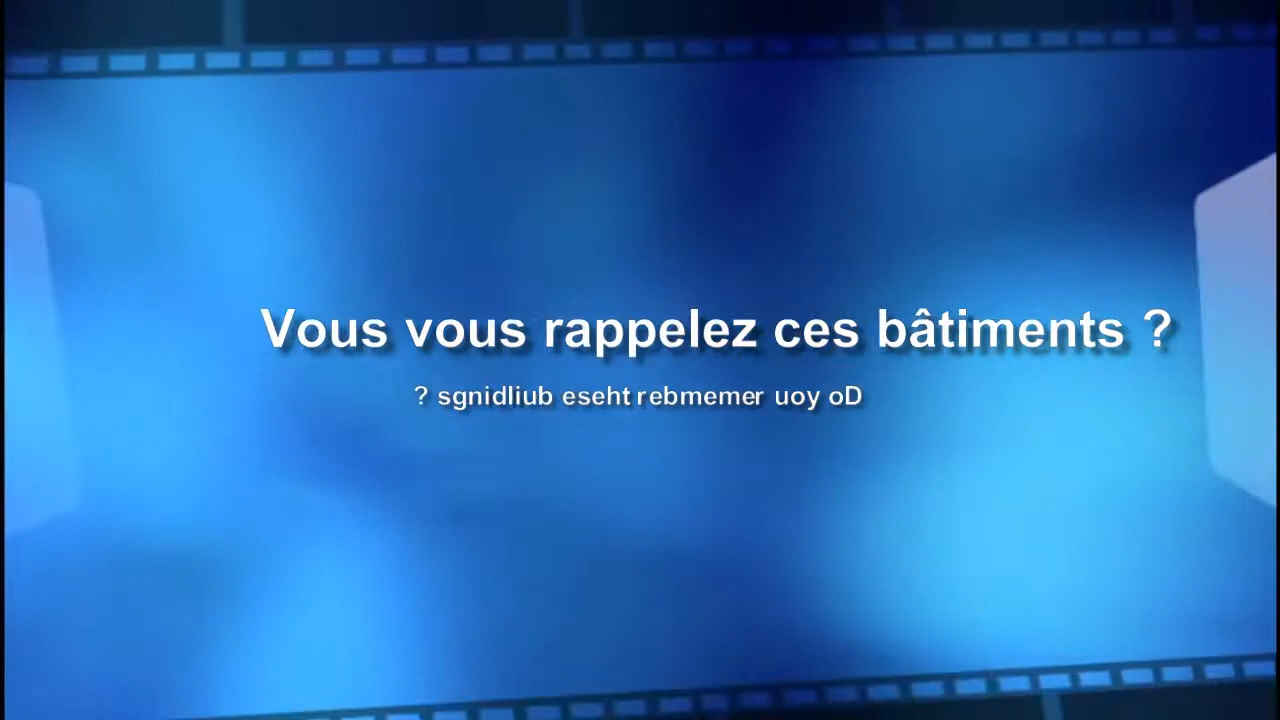 Vous vous rappelez ces bâtiments ?
? sgnidliub eseht rebmemer uoy oD